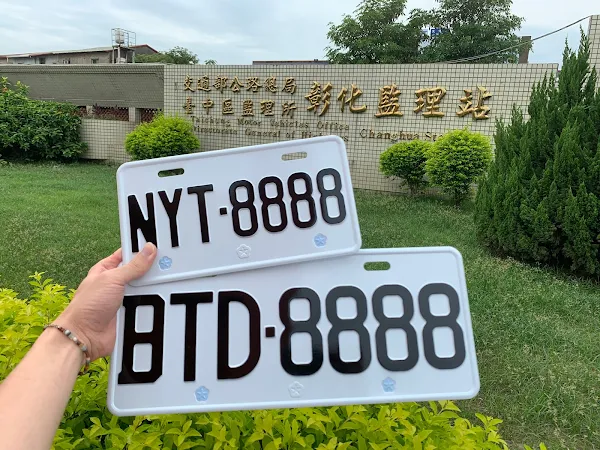 交通部公路總局
臺中區監理所 彰化監理站
Changhua
NYT·8888
BTD·8888